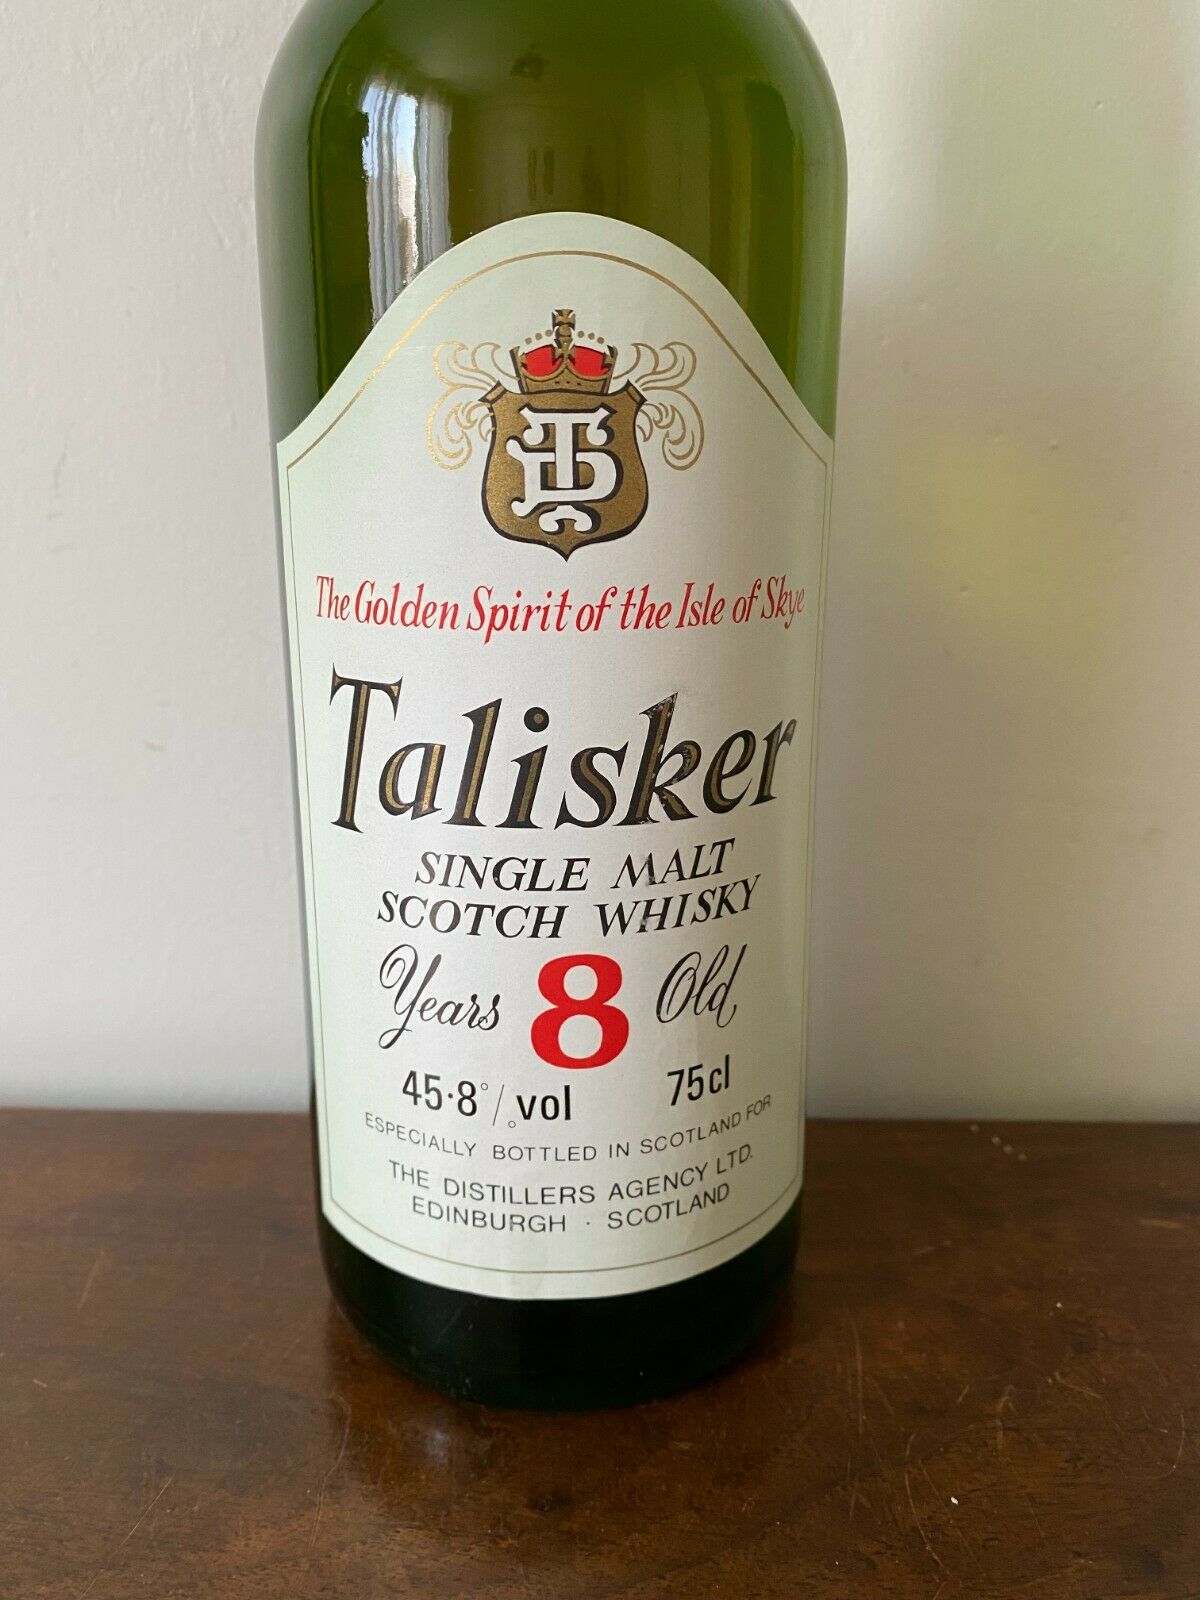 TDB
The Golden Spirit of the Isle of Skye
Talisker
SINGLE MALT
SCOTCH WHISKY
Years 8 Old
45·8°/。vol 75cl
ESPECIALLY BOTTLED IN SCOTLAND FOR
THE DISTILLERS AGENCY LTD.
EDINBURGH · SCOTLAND